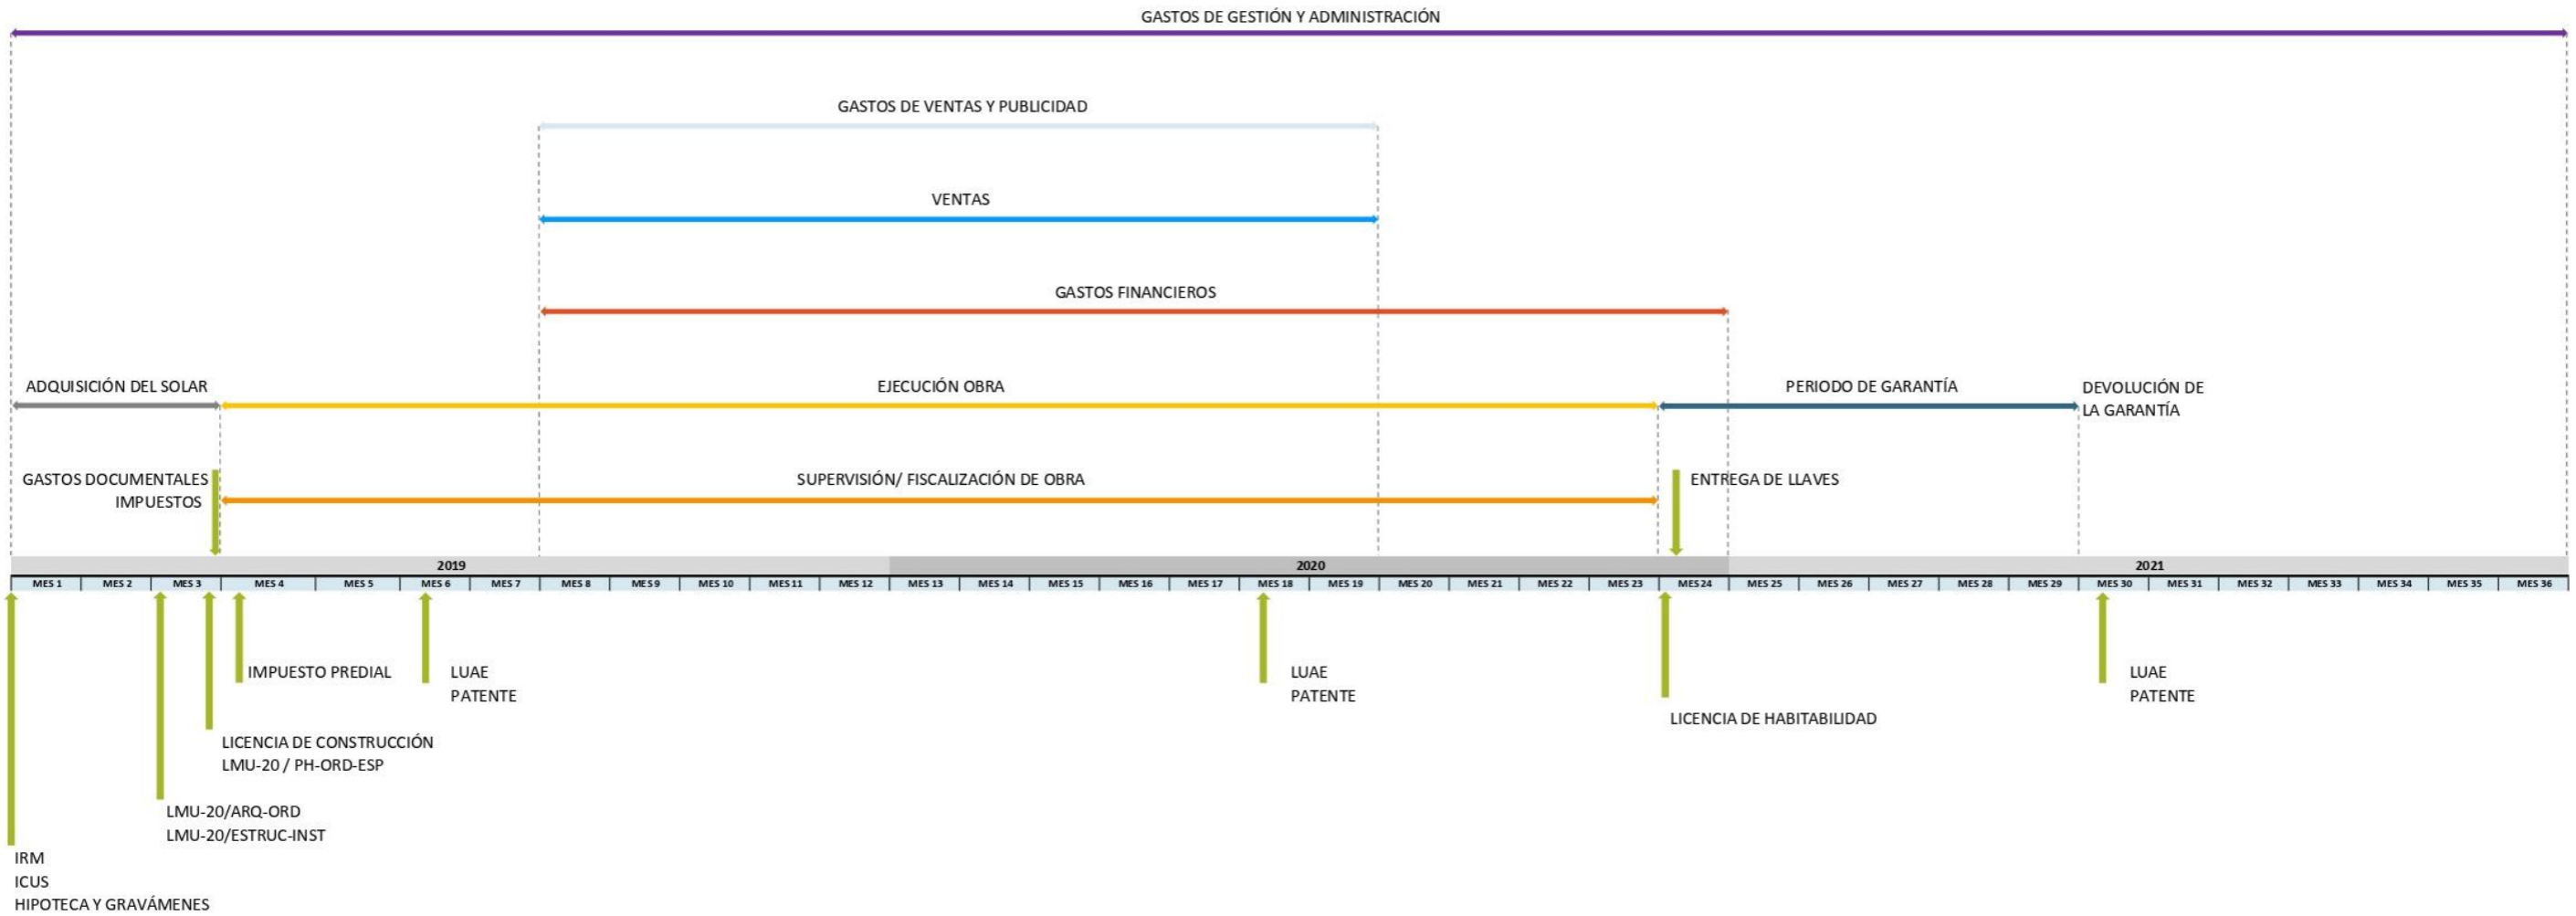 GASTOS DE GESTIÓN Y ADMINISTRACIÓN
GASTOS DE VENTAS Y PUBLICIDAD
VENTAS
GASTOS FINANCIEROS
ADQUISICIÓN DEL SOLAR
EJECUCIÓN OBRA
PERIODO DE GARANTÍA
DEVOLUCIÓN DE
LA GARANTÍA
GASTOS DOCUMENTALES
IMPUESTOS
SUPERVISIÓN/ FISCALIZACIÓN DE OBRA
ENTREGA DE LLAVES
2019 2020 2021
MES 1 MES 2 MES 3 MES 4 MES 5 MES 6 MES 7 MES 8 MES 9 MES 10 MES 11 MES 12 MES 13 MES 14 MES 15 MES 16 MES 17 MES 18 MES 19 MES 20 MES 21 MES 22 MES 23 MES 24 MES 25 MES 26 MES 27 MES 28 MES 29 MES 30 MES 31 MES 32 MES 33 MES 34 MES 35 MES 36
IMPUESTO PREDIAL
LUAE
PATENTE
LUAE
PATENTE
LUAE
PATENTE
LICENCIA DE HABITABILIDAD
LICENCIA DE CONSTRUCCIÓN
LMU-20 / PH-ORD-ESP
LMU-20/ARQ-ORD
LMU-20/ESTRUC-INST
IRM
ICUS
HIPOTECA Y GRAVÁMENES